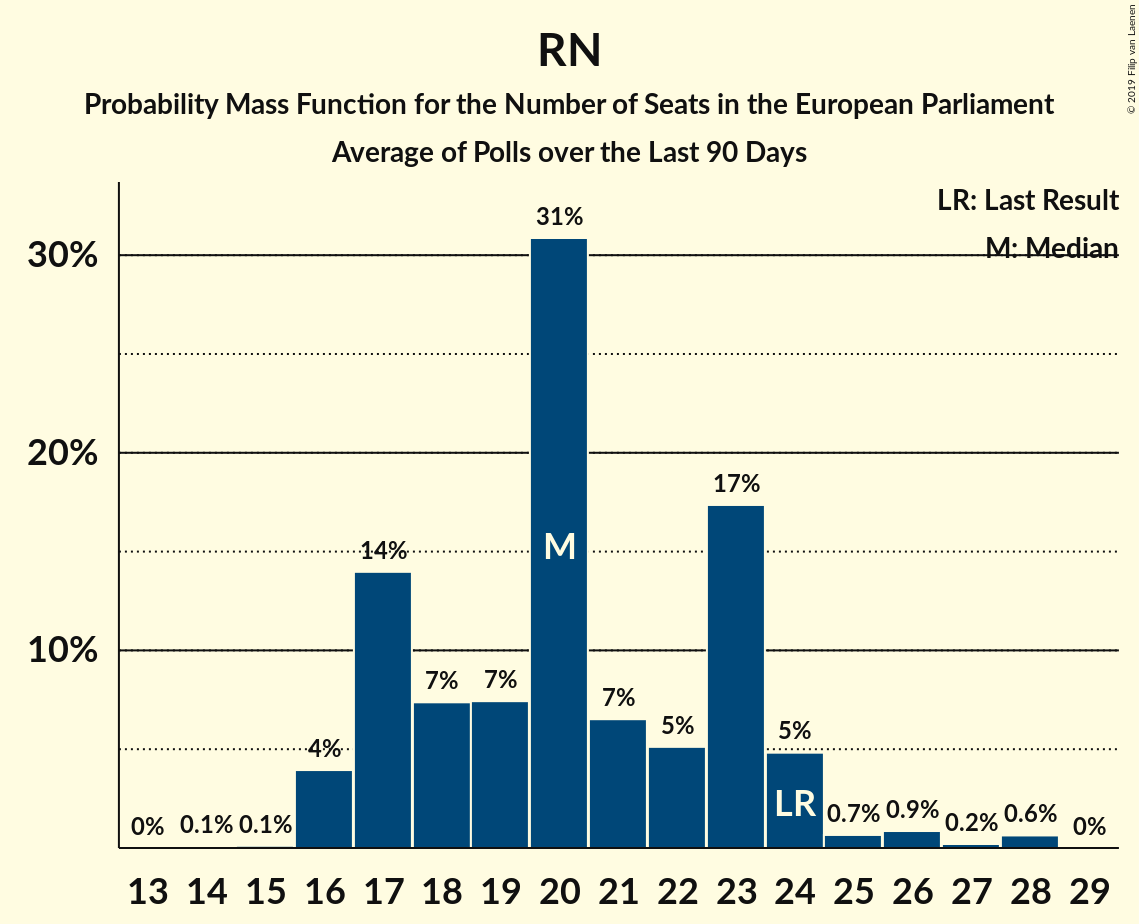 RN
Probability Mass Function for the Number of Seats in the European Parliament
Average of Polls over the Last 90 Days
© 2019 Filip van Laenen
LR: Last Result
M: Median
30%
20%
10%
0% 0.1% 0.1% 4% 14% 7% 7% 31% 7% 5% 17% 5% 0.7% 0.9% 0.2% 0.6% 0%
M
LR
13 14 15 16 17 18 19 20 21 22 23 24 25 26 27 28 29